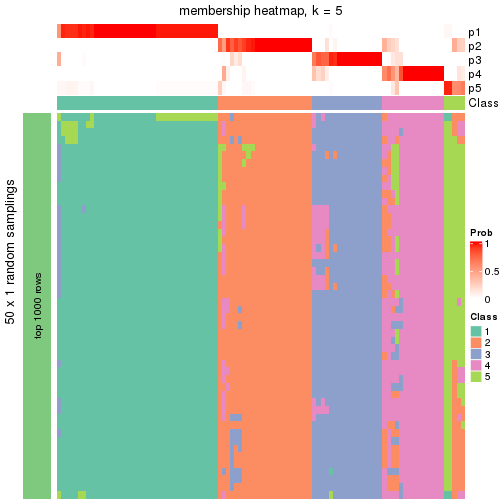 membership heatmap, k = 5
p1
p2
p3
p4
p5
Class
50 x 1 random samplings
top 1000 rows
Prob
1
0.5
0
Class
1
2
3
4
5